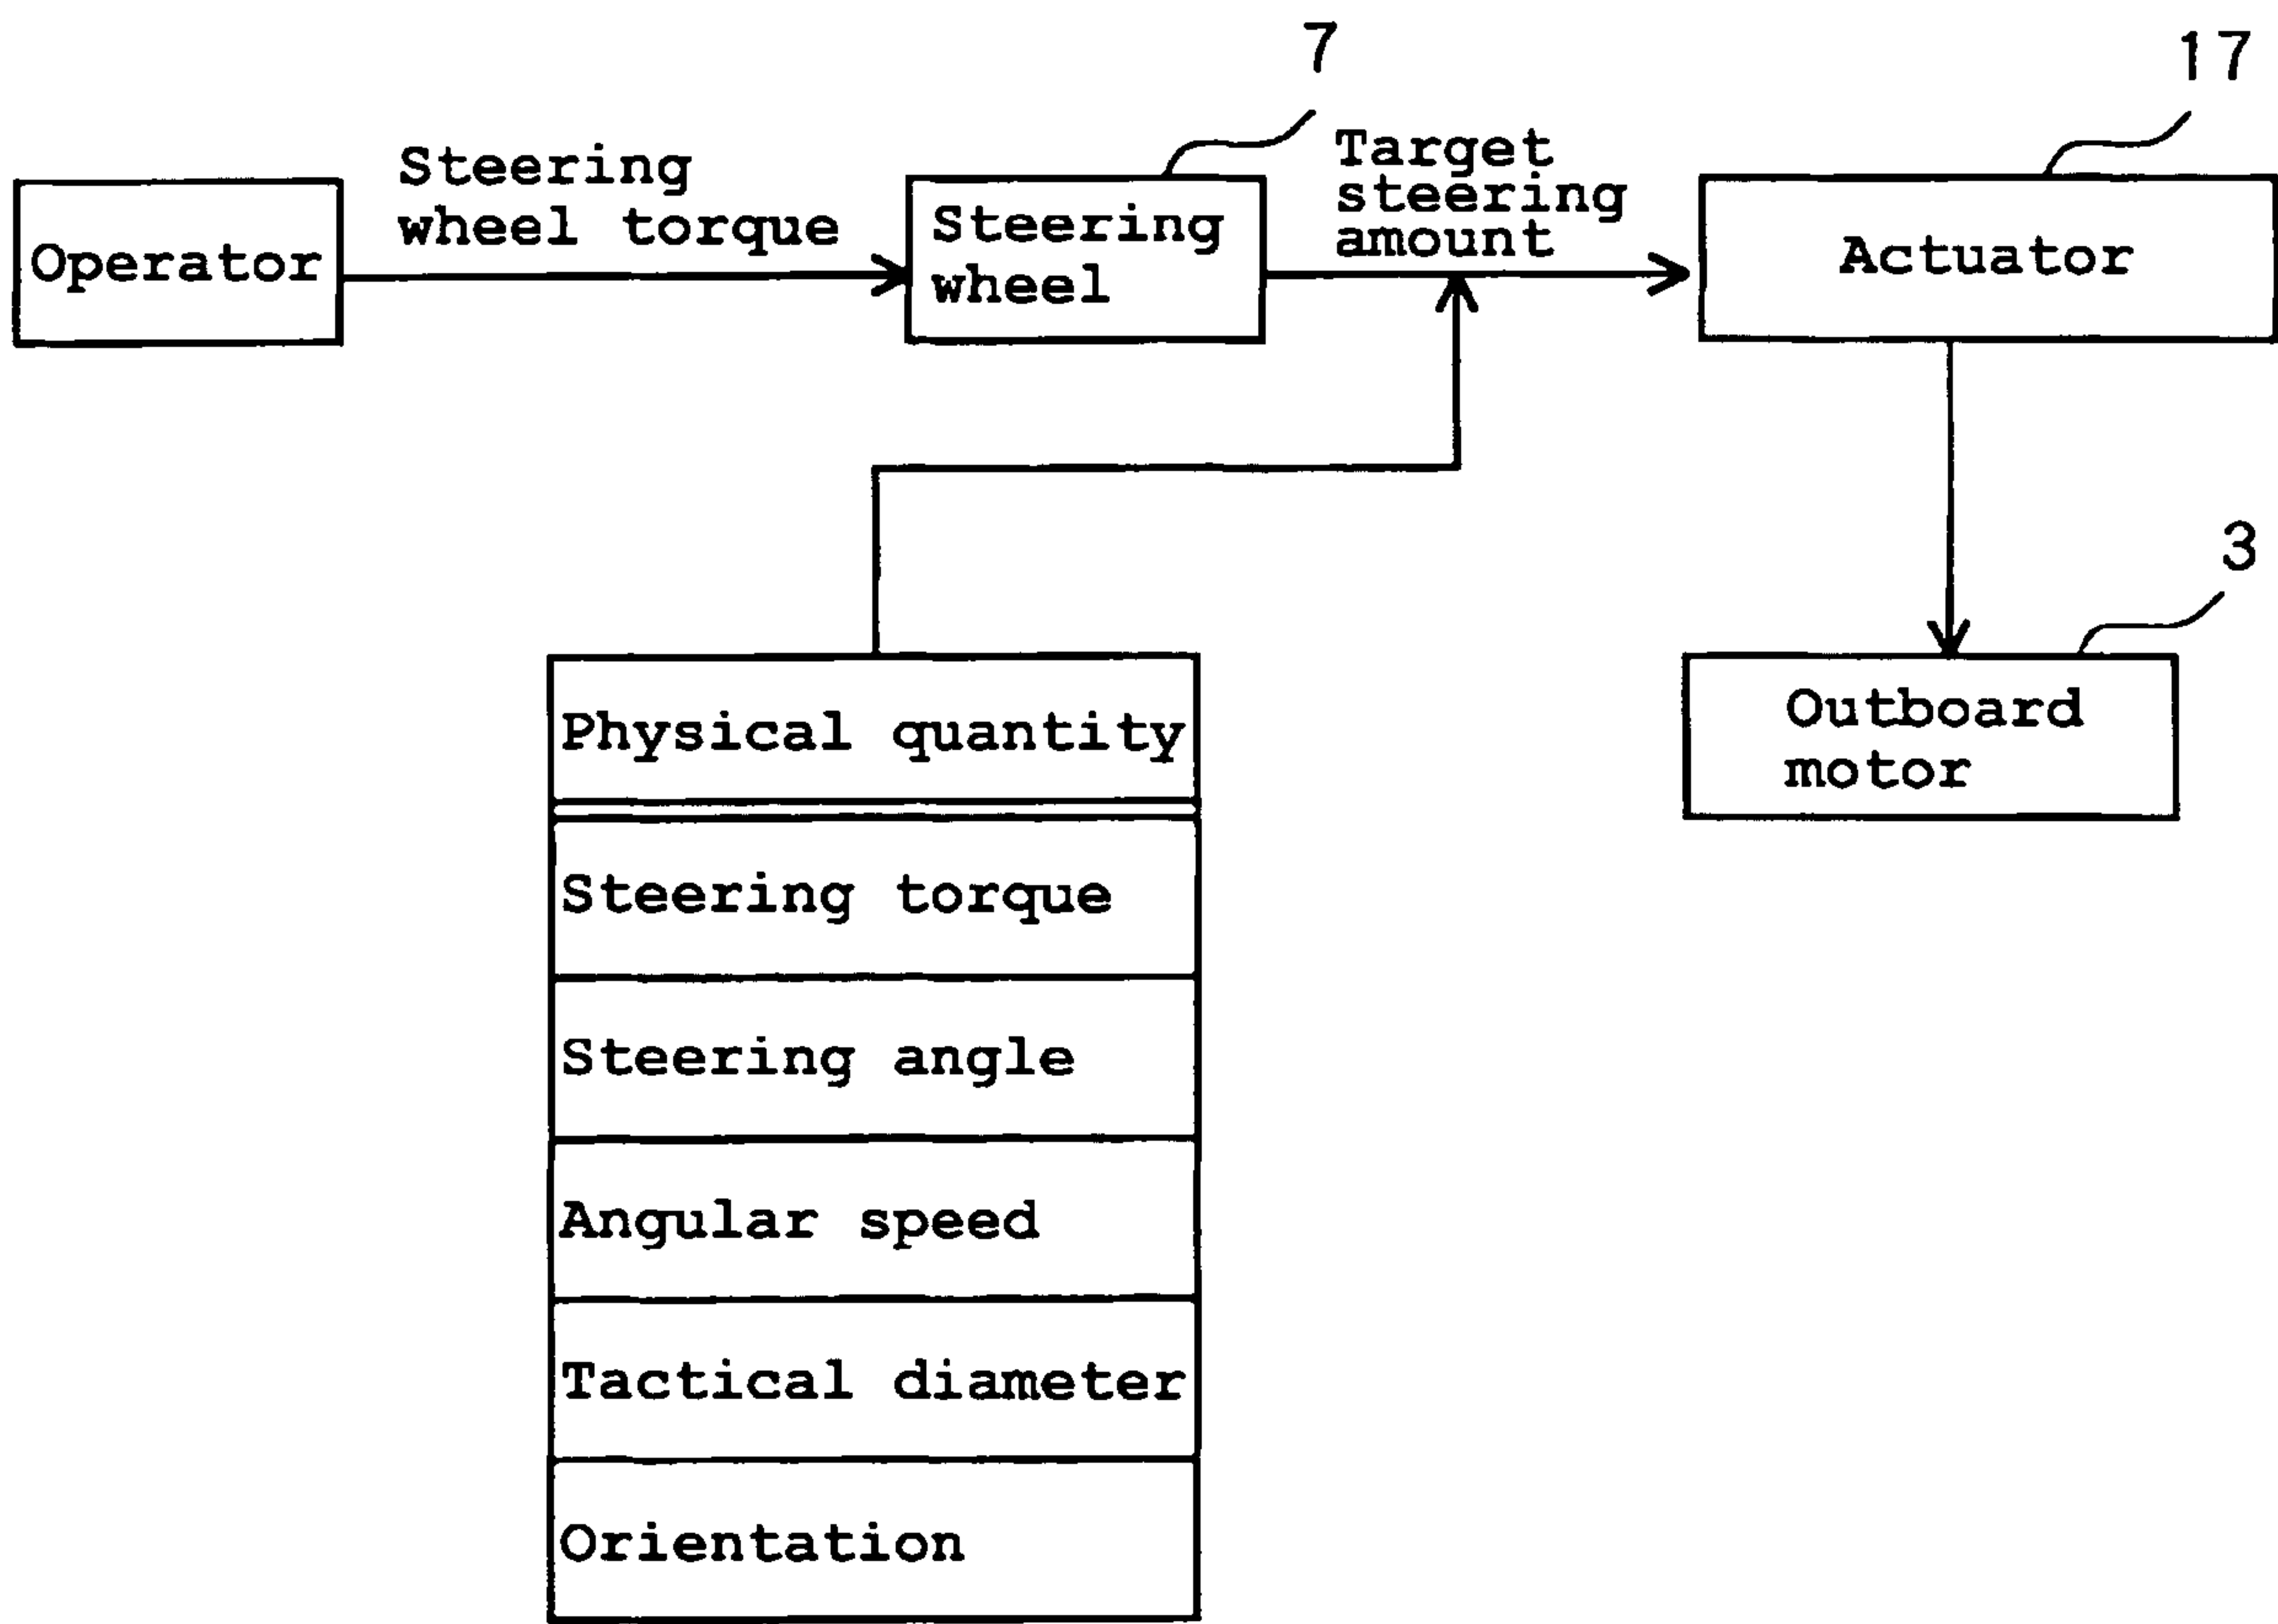 7
17
Operator
Steering
wheel torque
Steering
wheel
Target
steering
amount
Actuator
3
Outboard
motor
Physical quantity
Steering torque
Steering angle
Angular speed
Tactical diameter
Orientation